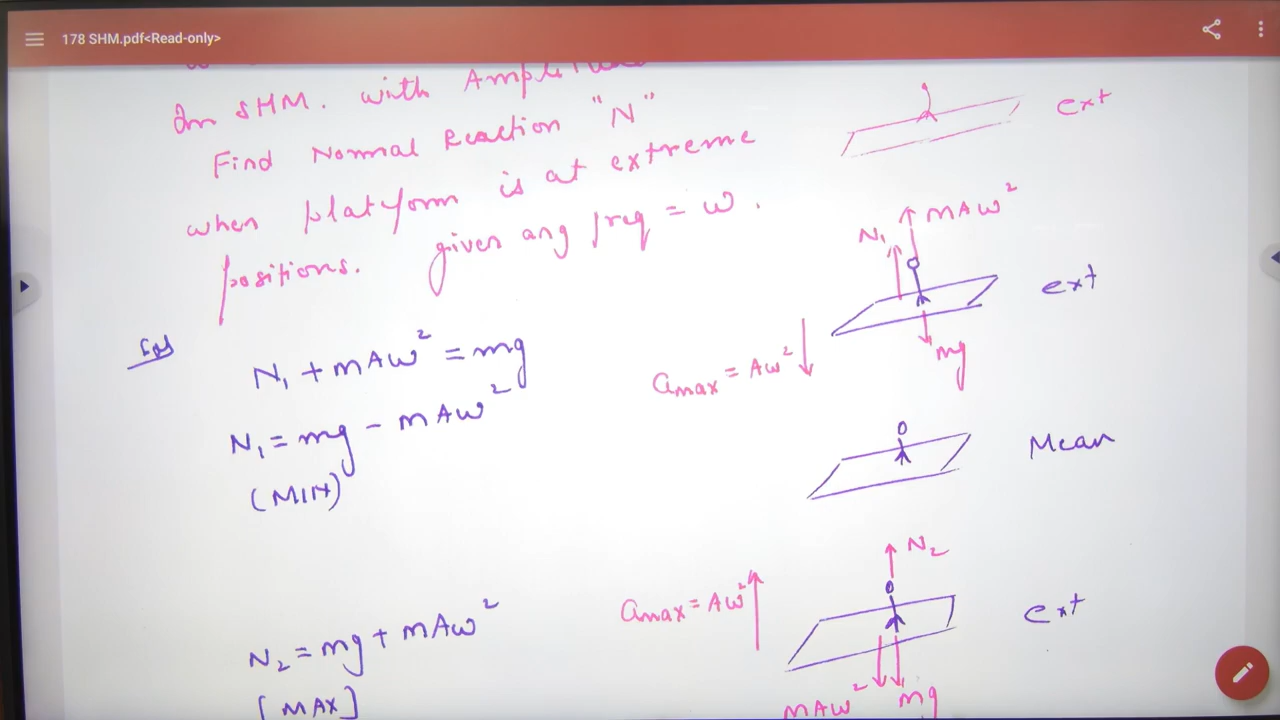 178 SHM.pdf<Read-only>
In SHM. with
Find Normal Reaction "N"
when platform is at extreme
positions. given ang freq = ω.
ext
N₁ mAω²
ext
mg
N₁ + mAω² = mg
amax = Aω²
N₁ = mg - mAω²
(MIN)
Mean
N₂
amax = Aω²
ext
N₂ = mg + mAω²
[MAX]
mAω² mg